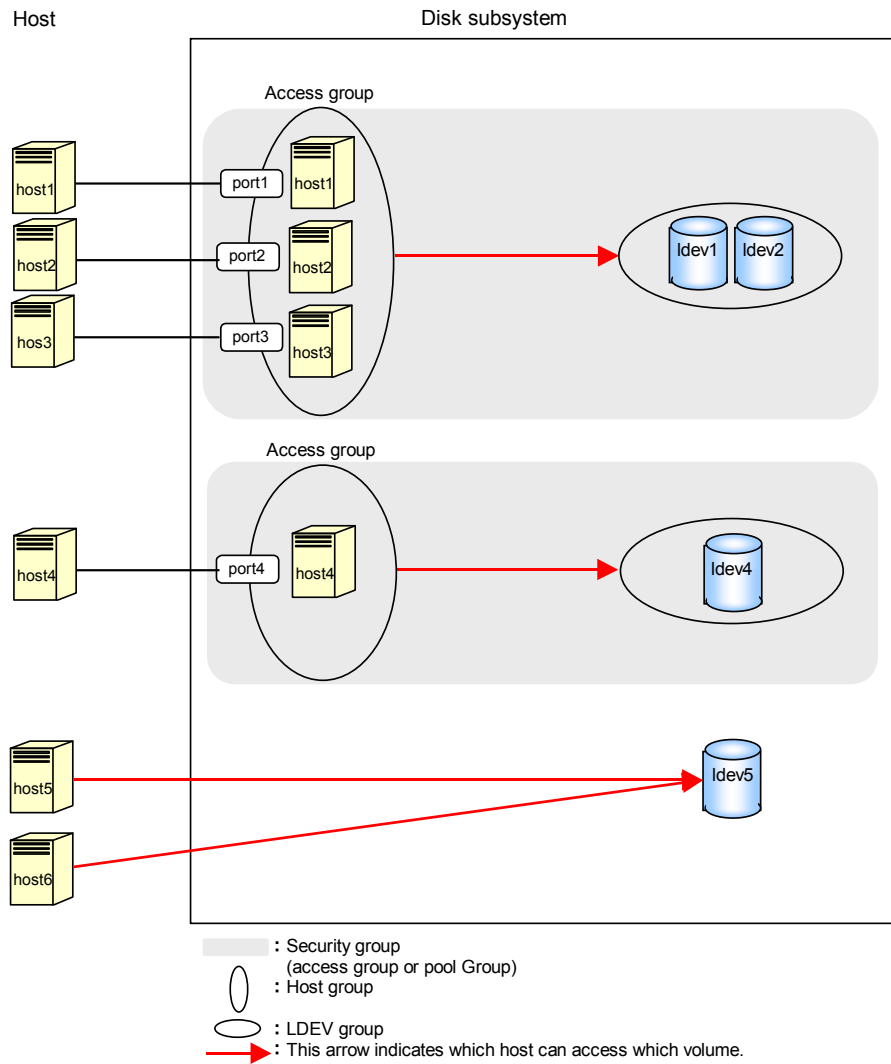 Host
Disk subsystem
Access group
host1
port1
host1
ldev1
ldev2
host2
port2
host2
hos3
port3
host3
Access group
host4
port4
host4
ldev4
host5
ldev5
host6
: Security group
(access group or pool Group)
: Host group
: LDEV group
: This arrow indicates which host can access which volume.